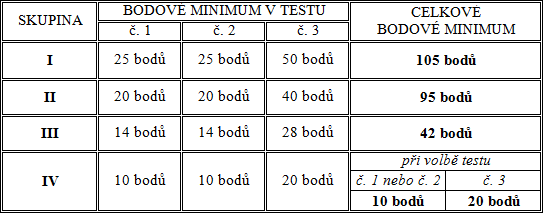 SKUPINA BODOVÉ MINIMUM V TESTU CELKOVÉ BODOVÉ MINIMUM
č. 1 č. 2 č. 3
I 25 bodů 25 bodů 50 bodů 105 bodů
II 20 bodů 20 bodů 40 bodů 95 bodů
III 14 bodů 14 bodů 28 bodů 42 bodů
IV 10 bodů 10 bodů 20 bodů při volbě testu
č. 1 nebo č. 2 č. 3
10 bodů 20 bodů